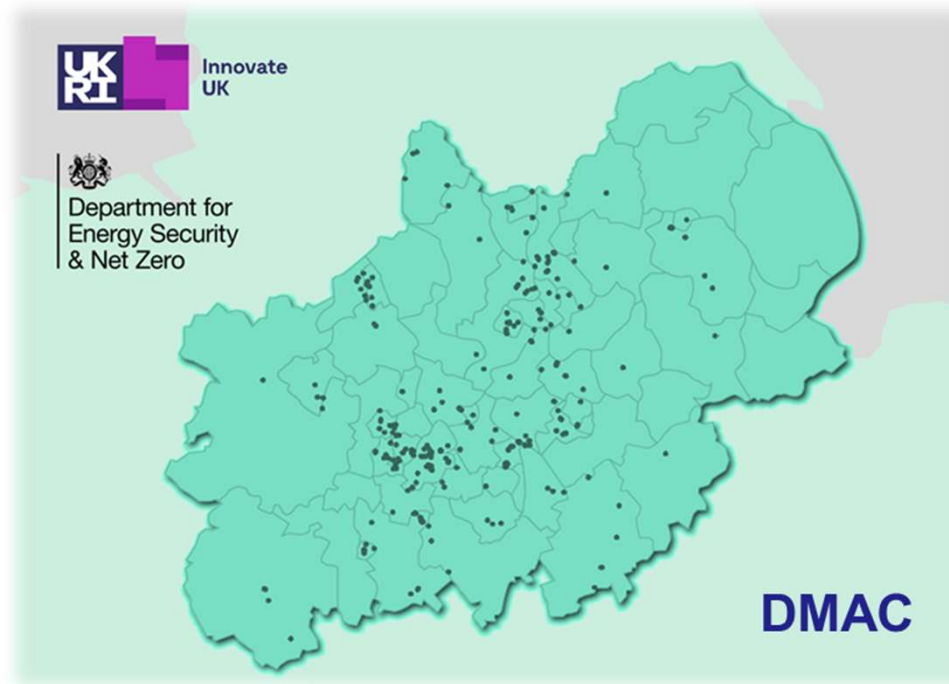 UK
RI
Innovate
UK
Department for
Energy Security
& Net Zero
DMAC